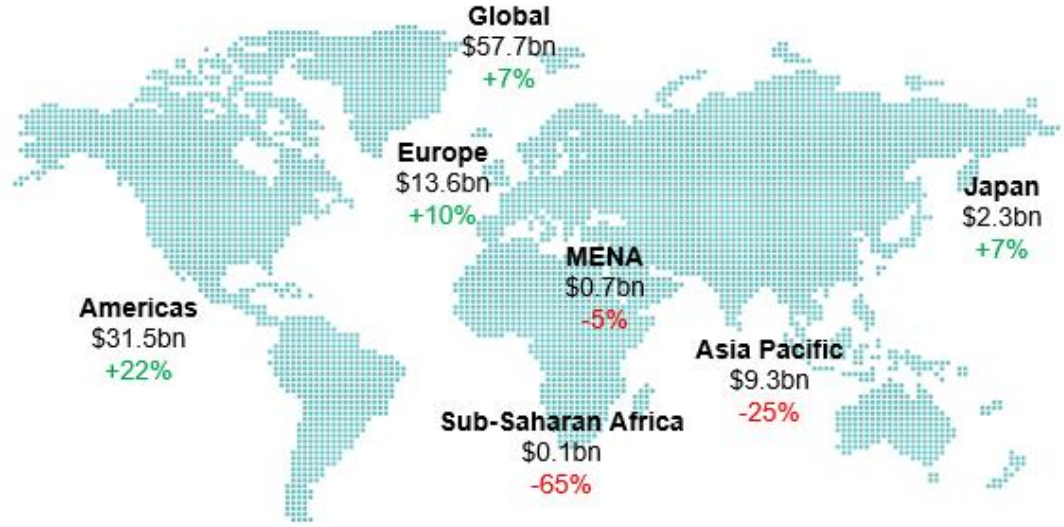 Global
$57.7bn
+7%
Europe
$13.6bn
+10%
Japan
$2.3bn
+7%
MENA
$0.7bn
-5%
Americas
$31.5bn
+22%
Asia Pacific
$9.3bn
-25%
Sub-Saharan Africa
$0.1bn
-65%